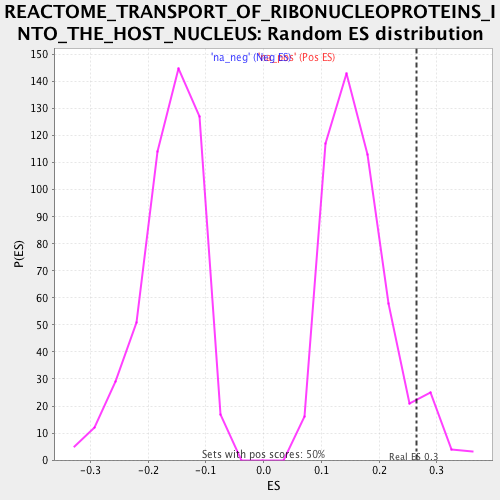 REACTOME_TRANSPORT_OF_RIBONUCLEOPROTEINS_I
NTO_THE_HOST_NUCLEUS: Random ES distribution
'na_neg' (Neg ES) 'na_pos' (Pos ES)
150
140
130
120
110
100
90
80
70
60
50
40
30
20
10
0
P(ES)
Sets with pos scores: 50%
Real ES 0.3
-0.3 -0.2 -0.1 0.0 0.1 0.2 0.3
ES